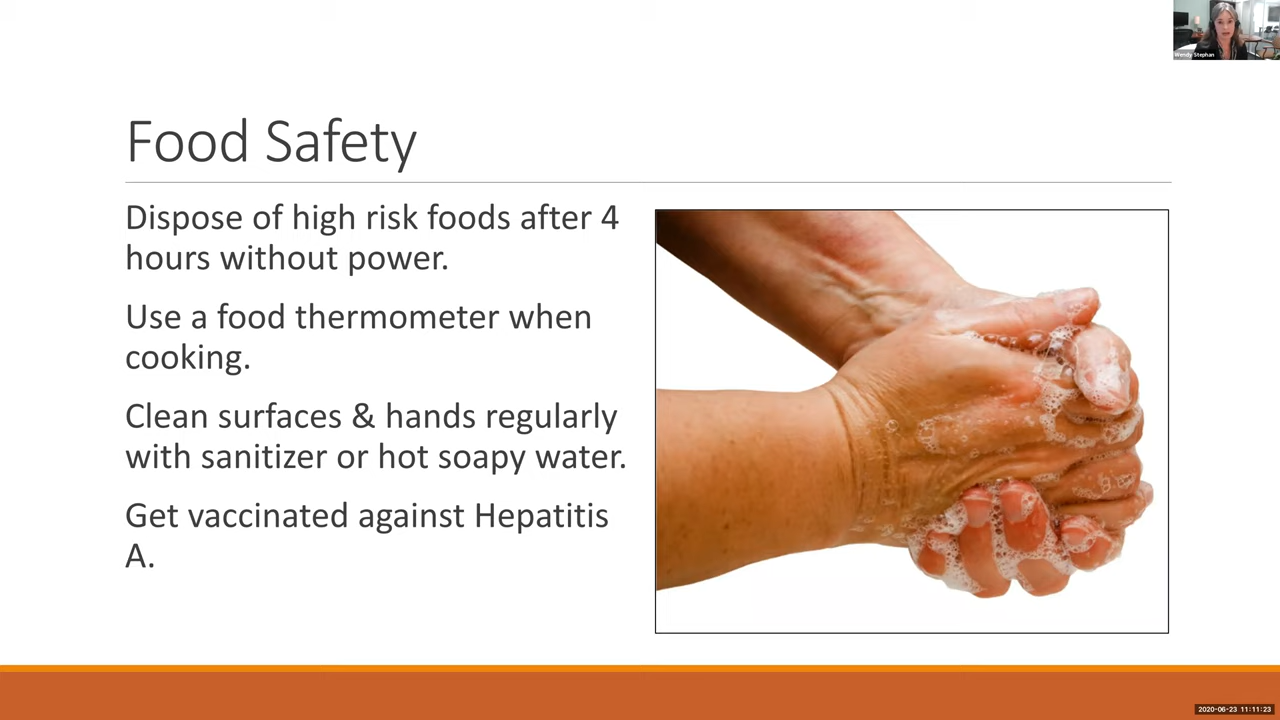 Wendy Stephan
Food Safety
Dispose of high risk foods after 4
hours without power.
Use a food thermometer when
cooking.
Clean surfaces & hands regularly
with sanitizer or hot soapy water.
Get vaccinated against Hepatitis
A.
2020-06-23 11:11:23